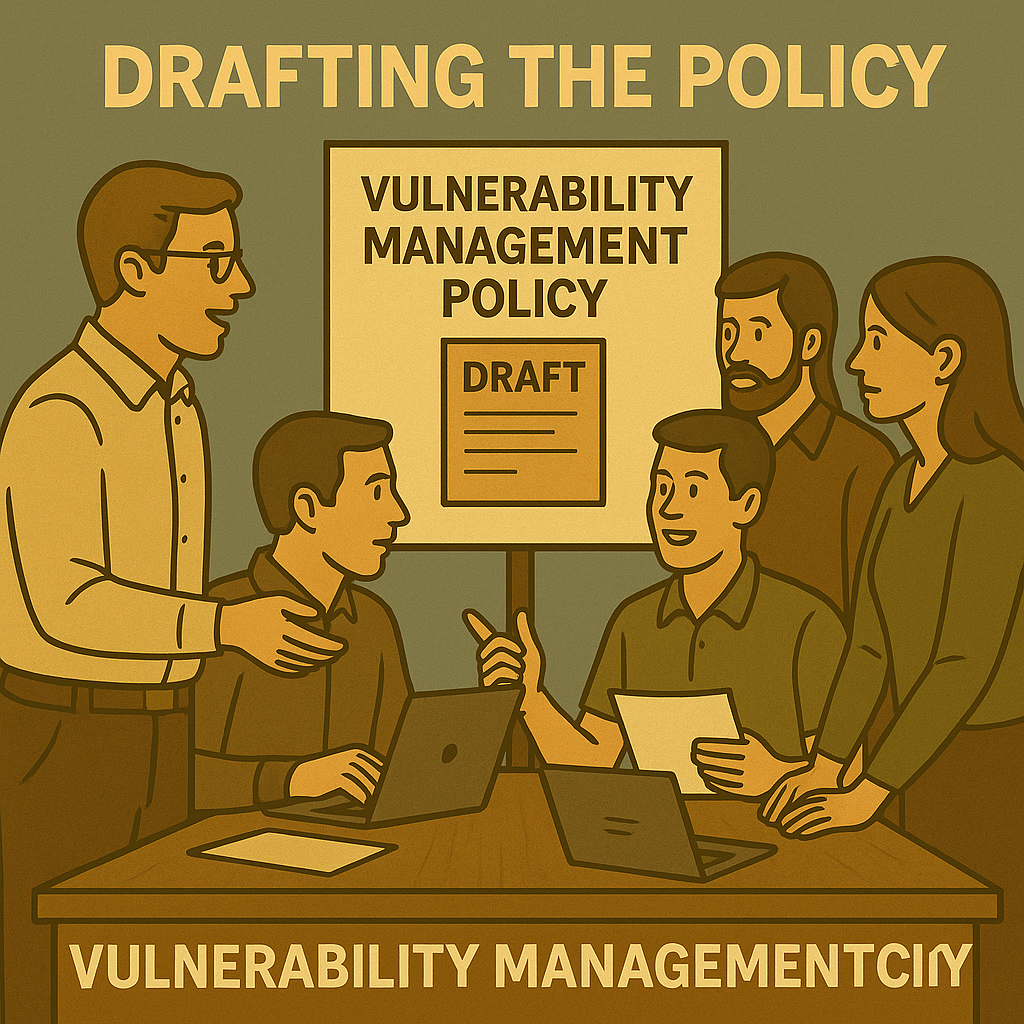 DRAFTING THE POLICY
VULNERABILITY
MANAGEMENT
POLICY
DRAFT
VULNERABILITY